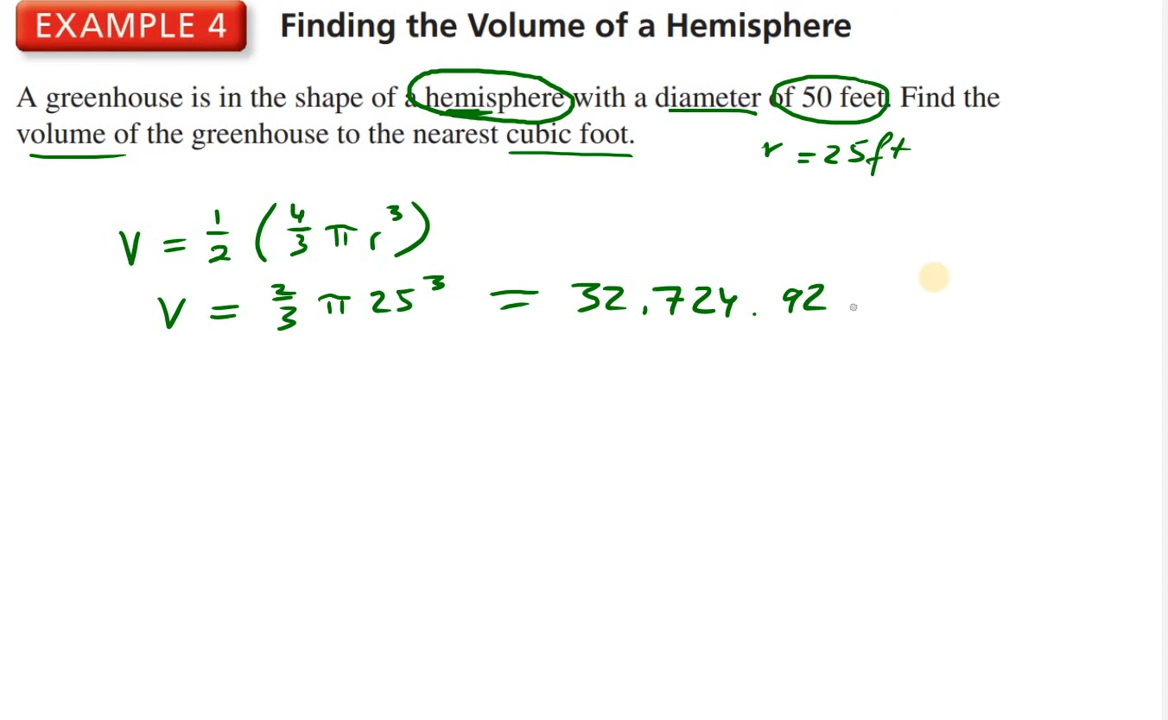 EXAMPLE 4 Finding the Volume of a Hemisphere
A greenhouse is in the shape of a hemisphere with a diameter of 50 feet. Find the
volume of the greenhouse to the nearest cubic foot.
r = 25ft
V = 1/2 (4/3 π r³)
V = 2/3 π 25³ = 32,724.92